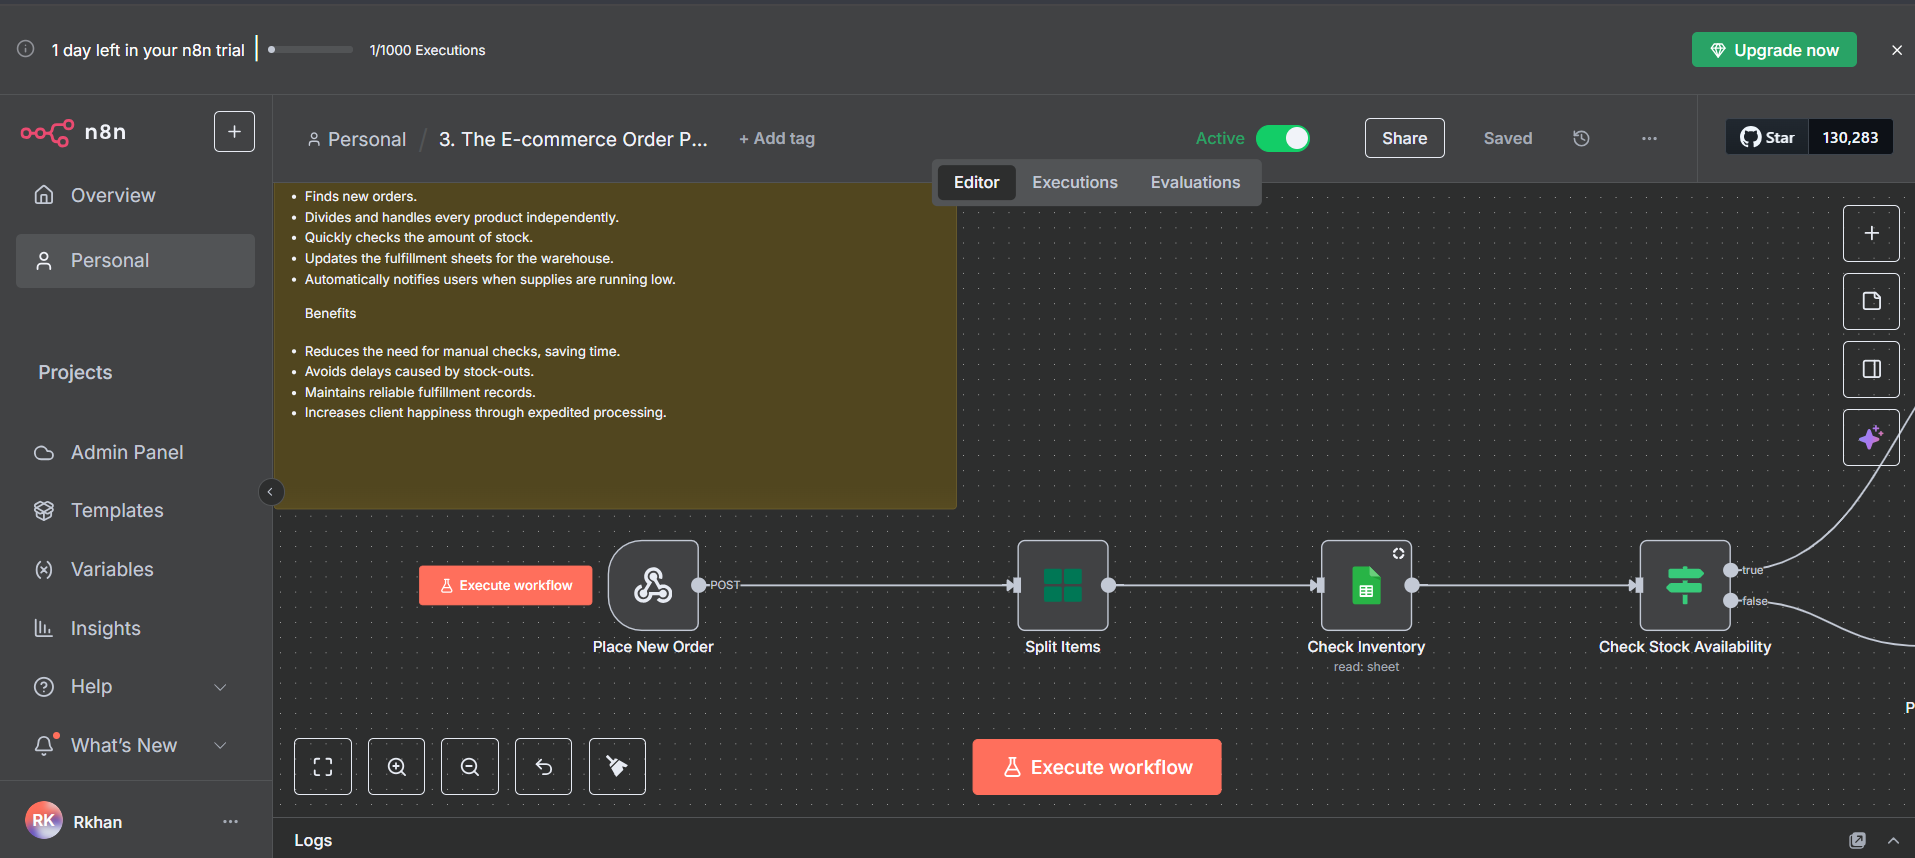 1 day left in your n8n trial
1/1000 Executions
Upgrade now
n8n
Personal / 3. The E-commerce Order P...
+ Add tag
Active
Share
Saved
Star 130,283
Editor
Executions
Evaluations
Overview
Personal
Projects
Admin Panel
Templates
Variables
Insights
Help
What's New
RK
Rkhan
• Finds new orders.
• Divides and handles every product independently.
• Quickly checks the amount of stock.
• Updates the fulfillment sheets for the warehouse.
• Automatically notifies users when supplies are running low.
Benefits
• Reduces the need for manual checks, saving time.
• Avoids delays caused by stock-outs.
• Maintains reliable fulfillment records.
• Increases client happiness through expedited processing.
Execute workflow
POST
true
false
Place New Order
Split Items
Check Inventory
read: sheet
Check Stock Availability
P
Execute workflow
Logs